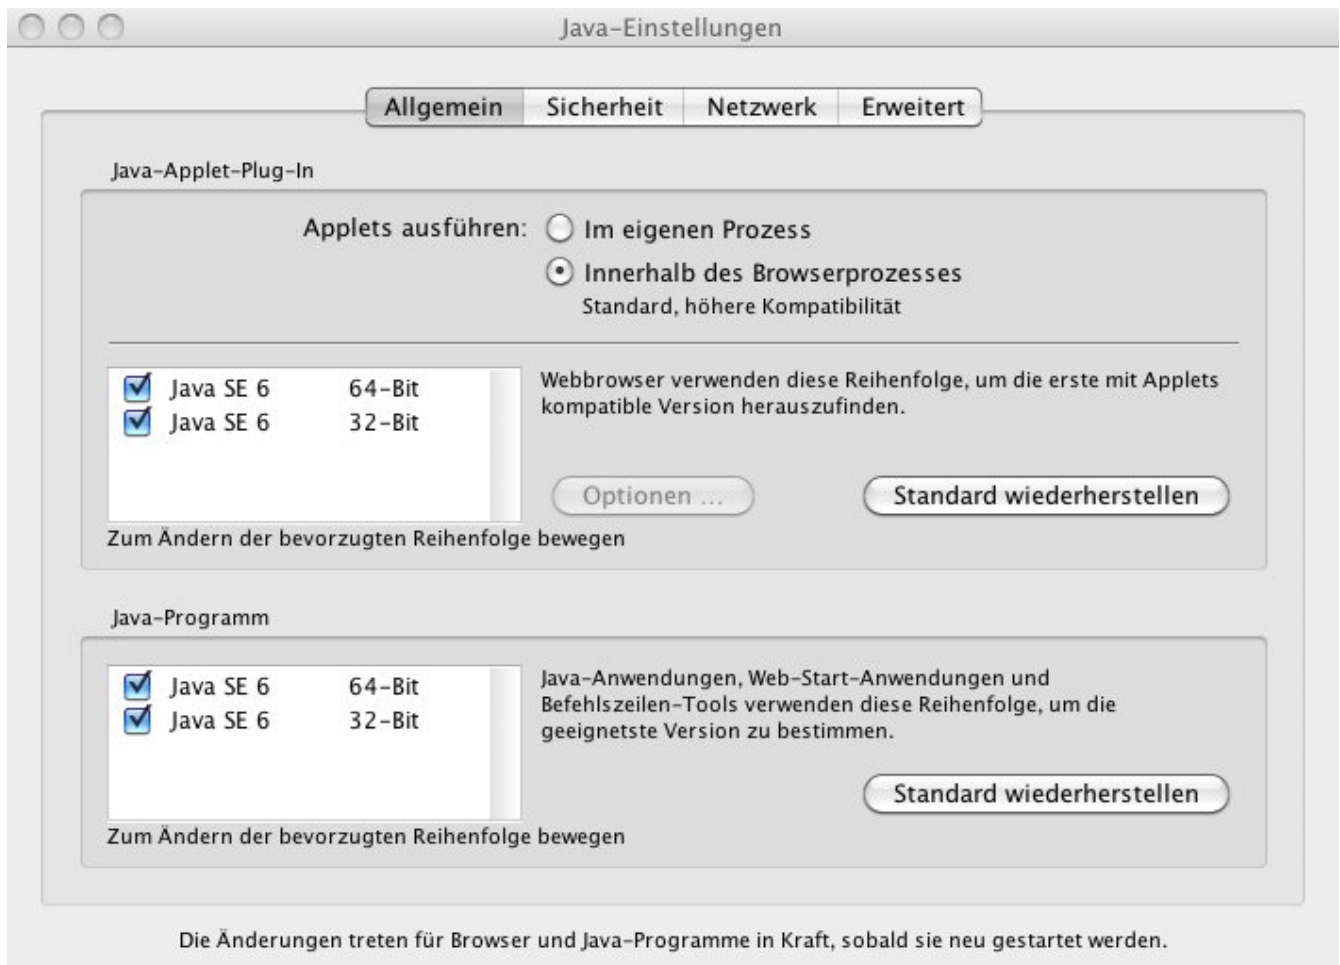 Java-Einstellungen
Allgemein Sicherheit Netzwerk Erweitert
Java-Applet-Plug-In
Applets ausführen: Im eigenen Prozess
Innerhalb des Browserprozesses
Standard, höhere Kompatibilität
Java SE 6 64-Bit
Java SE 6 32-Bit
Webbrowser verwenden diese Reihenfolge, um die erste mit Applets
kompatible Version herauszufinden.
Optionen ... Standard wiederherstellen
Zum Ändern der bevorzugten Reihenfolge bewegen
Java-Programm
Java SE 6 64-Bit
Java SE 6 32-Bit
Java-Anwendungen, Web-Start-Anwendungen und
Befehlszeilen-Tools verwenden diese Reihenfolge, um die
geeignetste Version zu bestimmen.
Standard wiederherstellen
Zum Ändern der bevorzugten Reihenfolge bewegen
Die Änderungen treten für Browser und Java-Programme in Kraft, sobald sie neu gestartet werden.